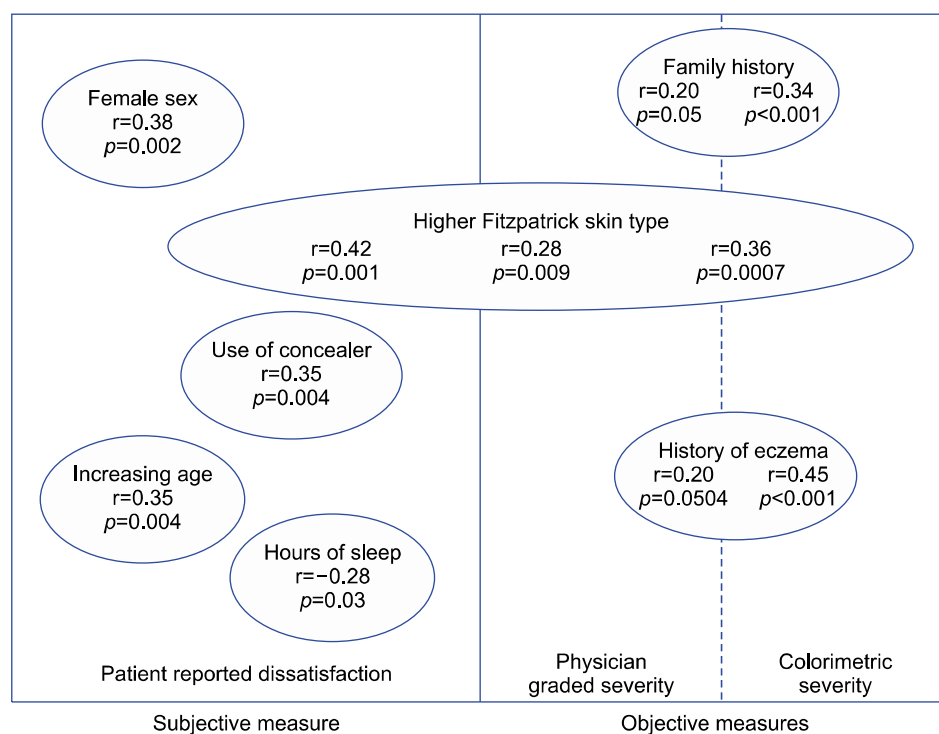 Female sex
r=0.38
p=0.002
Family history
r=0.20 r=0.34
p=0.05 p<0.001
Higher Fitzpatrick skin type
r=0.42 r=0.28 r=0.36
p=0.001 p=0.009 p=0.0007
Use of concealer
r=0.35
p=0.004
Increasing age
r=0.35
p=0.004
History of eczema
r=0.20 r=0.45
p=0.0504 p<0.001
Hours of sleep
r=−0.28
p=0.03
Patient reported dissatisfaction
Physician
graded severity
Colorimetric
severity
Subjective measure
Objective measures